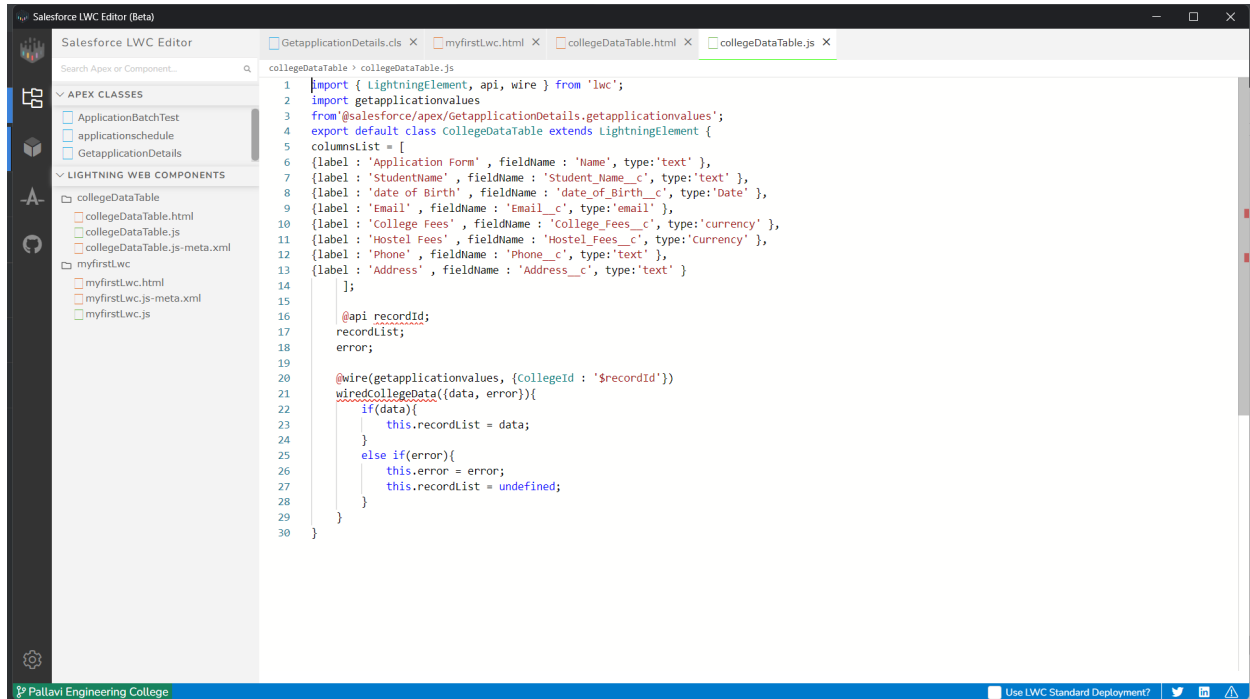 Salesforce LWC Editor (Beta)
Salesforce LWC Editor
Search Apex or Component...
APEX CLASSES
ApplicationBatchTest
applicationschedule
GetapplicationDetails
LIGHTNING WEB COMPONENTS
collegeDataTable
collegeDataTable.html
collegeDataTable.js
collegeDataTable.js-meta.xml
myfirstLwc
myfirstLwc.html
myfirstLwc.js-meta.xml
myfirstLwc.js
GetapplicationDetails.cls
myfirstLwc.html
collegeDataTable.html
collegeDataTable.js
collegeDataTable > collegeDataTable.js
1 import { LightningElement, api, wire } from 'lwc';
2 import getapplicationvalues
3 from'@salesforce/apex/GetapplicationDetails.getapplicationvalues';
4 export default class CollegeDataTable extends LightningElement {
5 columnsList = [
6 {label : 'Application Form' , fieldName : 'Name', type:'text' },
7 {label : 'StudentName' , fieldName : 'Student_Name__c', type:'text' },
8 {label : 'date of Birth' , fieldName : 'date_of_Birth__c', type:'Date' },
9 {label : 'Email' , fieldName : 'Email__c', type:'email' },
10 {label : 'College Fees' , fieldName : 'College_Fees__c', type:'currency' },
11 {label : 'Hostel Fees' , fieldName : 'Hostel_Fees__c', type:'Currency' },
12 {label : 'Phone' , fieldName : 'Phone__c', type:'text' },
13 {label : 'Address' , fieldName : 'Address__c', type:'text' }
14 ];
15
16 @api recordId;
17 recordList;
18 error;
19
20 @wire(getapplicationvalues, {CollegeId : '$recordId'})
21 wiredCollegeData({data, error}){
22 if(data){
23 this.recordList = data;
24 }
25 else if(error){
26 this.error = error;
27 this.recordList = undefined;
28 }
29 }
30 }
Pallavi Engineering College
Use LWC Standard Deployment?